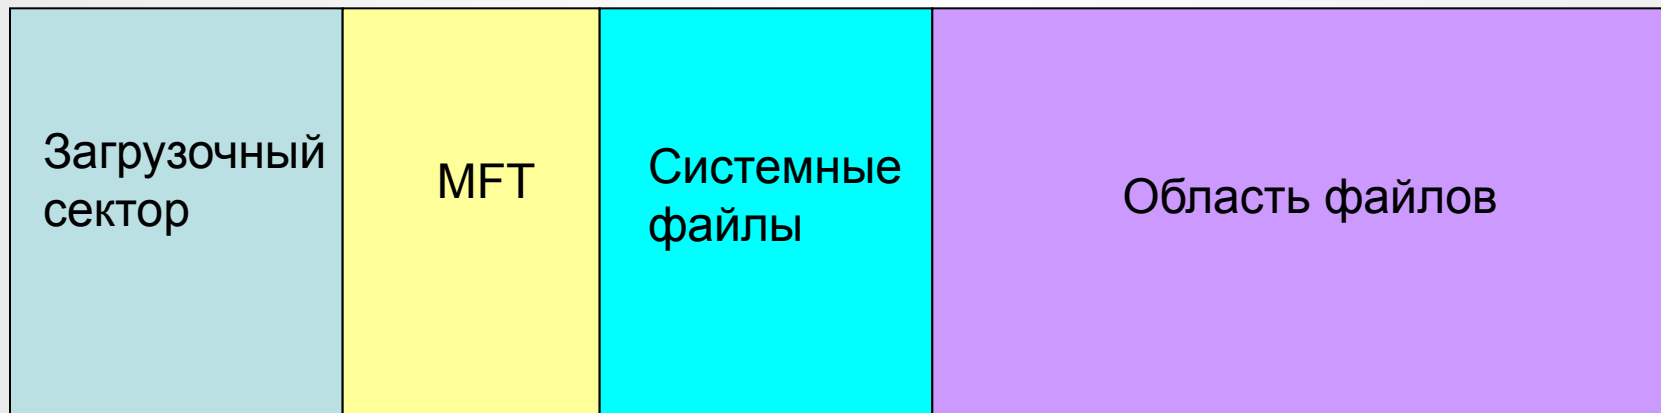 Загрузочный
сектор
MFT
Системные
файлы
Область файлов